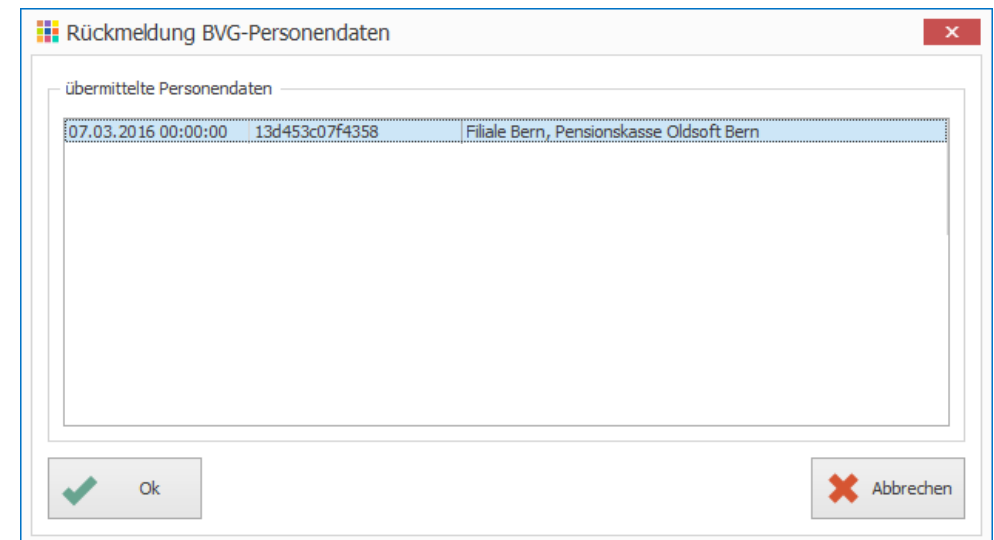 Rückmeldung BVG-Personendaten
übermittelte Personendaten
07.03.2016 00:00:00 13d453c07f4358 Filiale Bern, Pensionskasse Oldsoft Bern
Ok Abbrechen